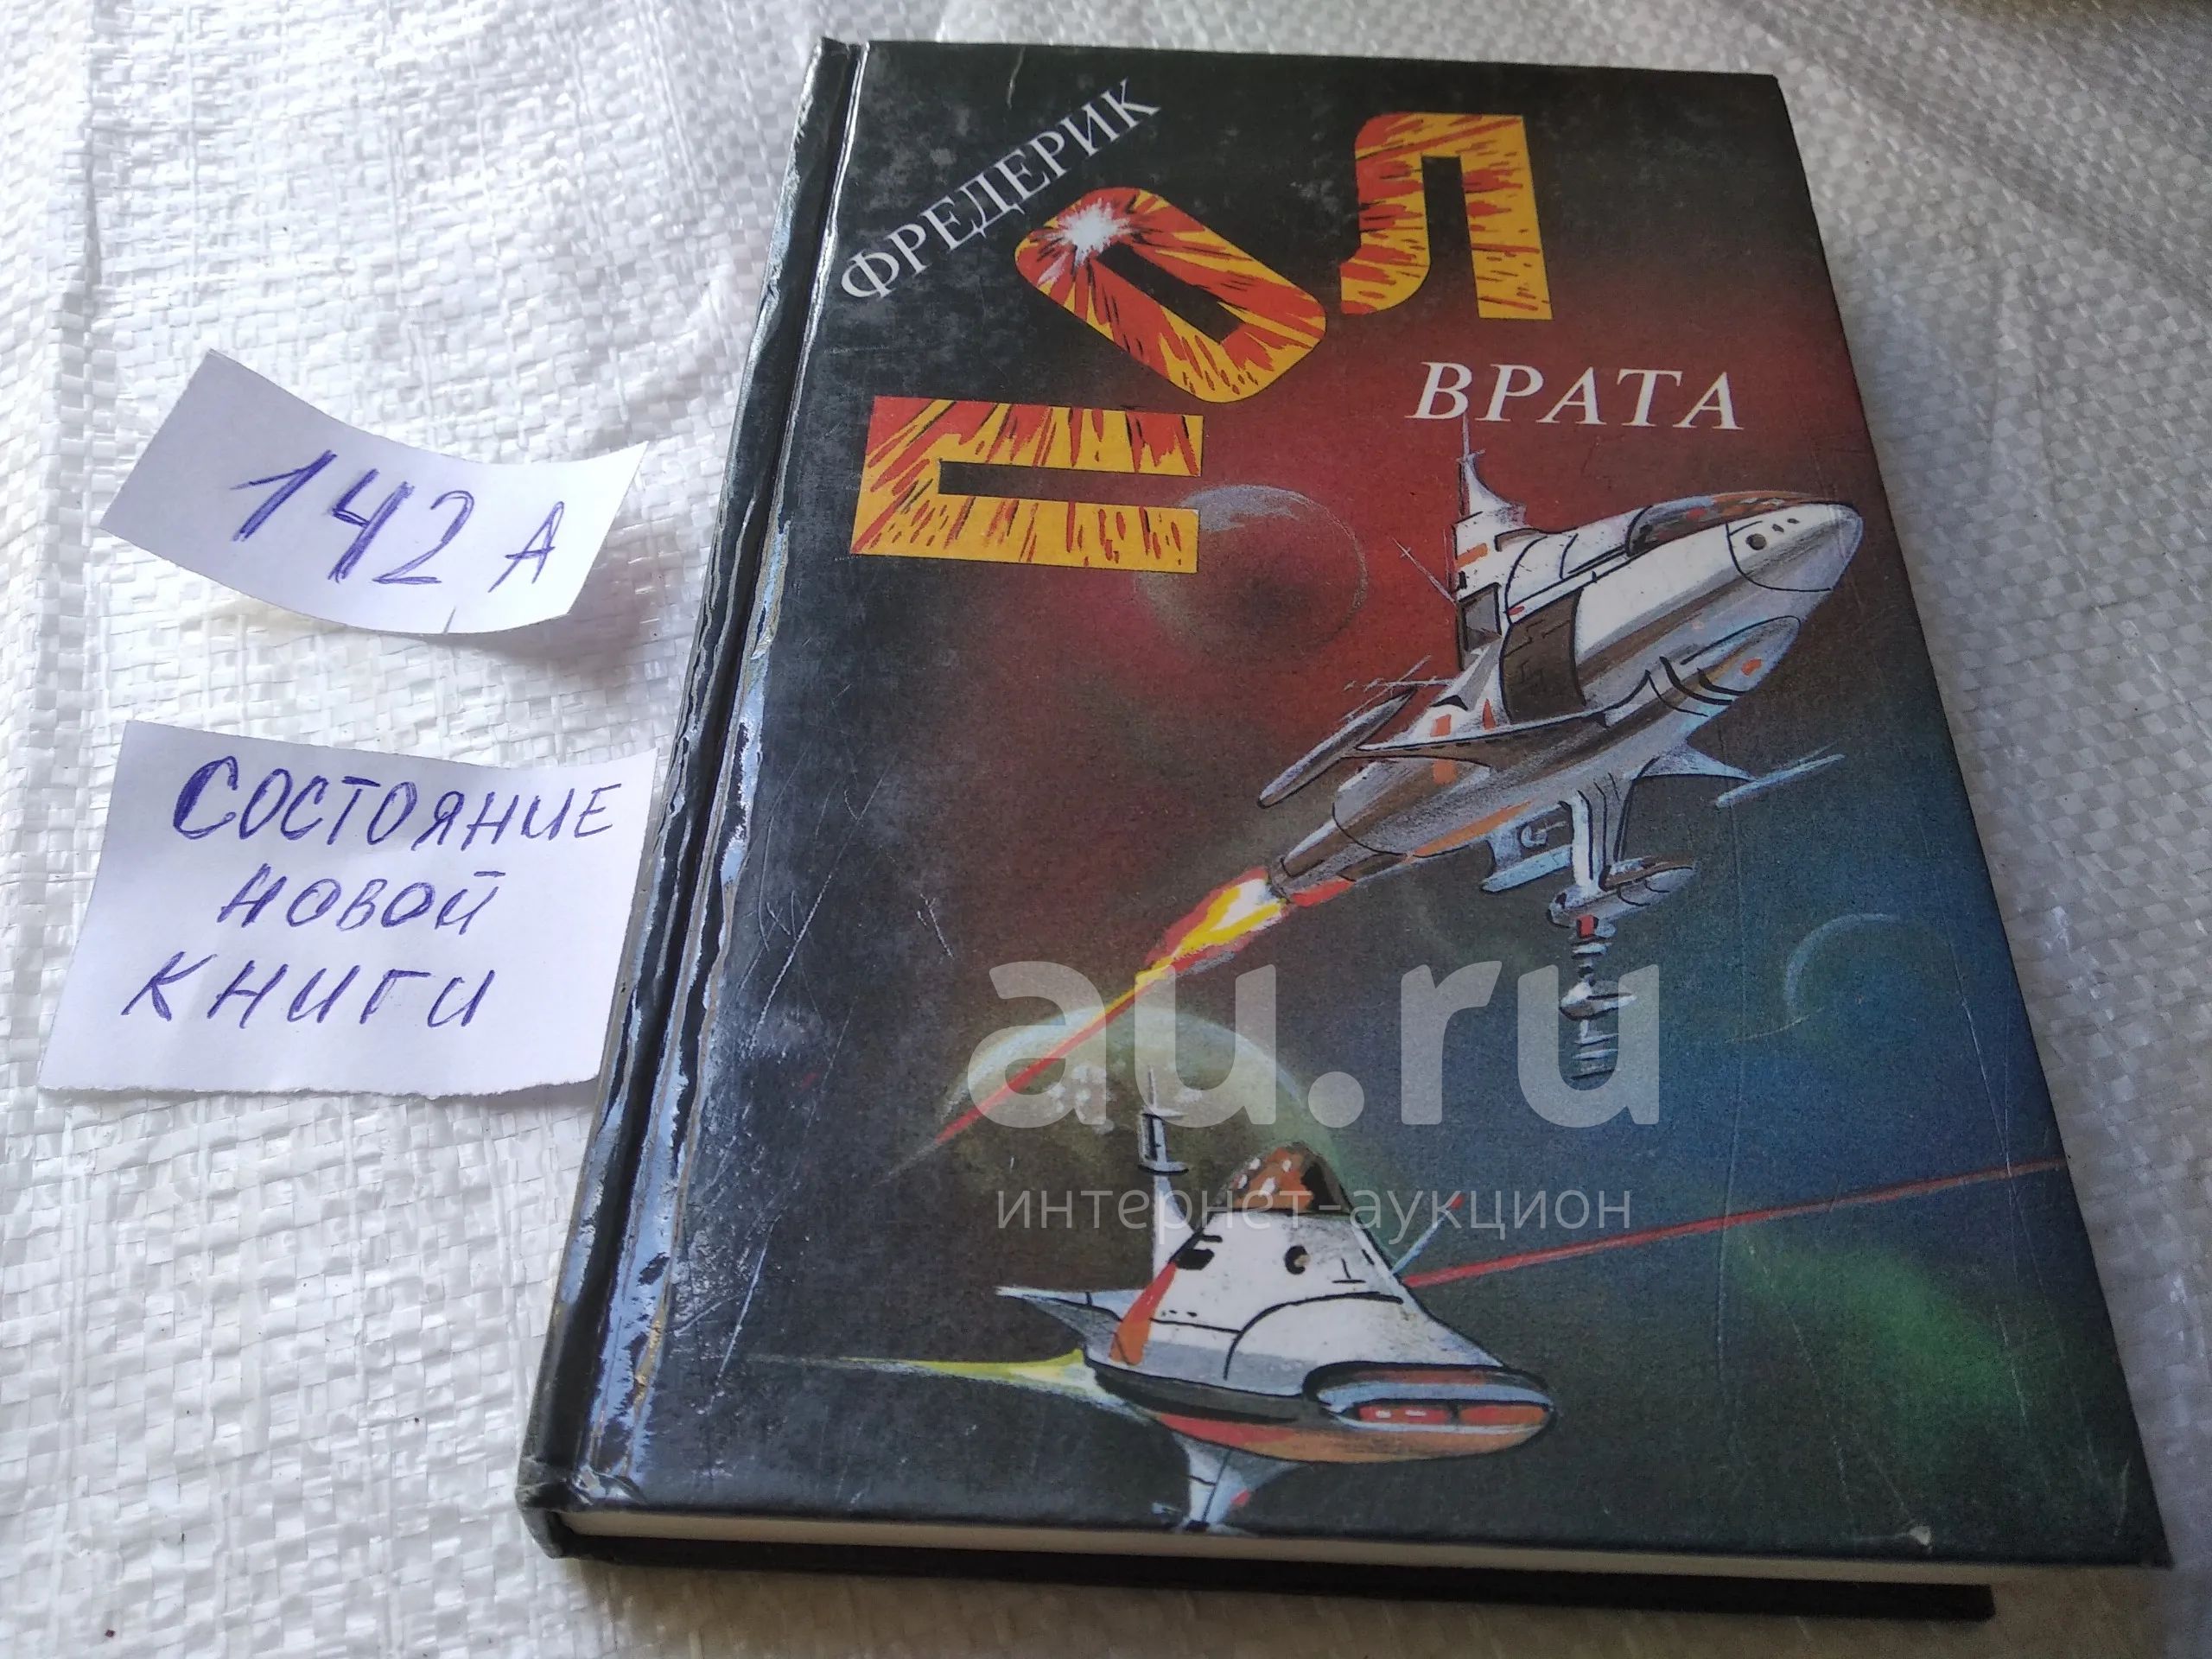 ФРЕДЕРИК
ПОЛ
ВРАТА
142 А
СОСТОЯНИЕ
НОВОЙ
КНИГИ
au.ru
интернет-аукцион